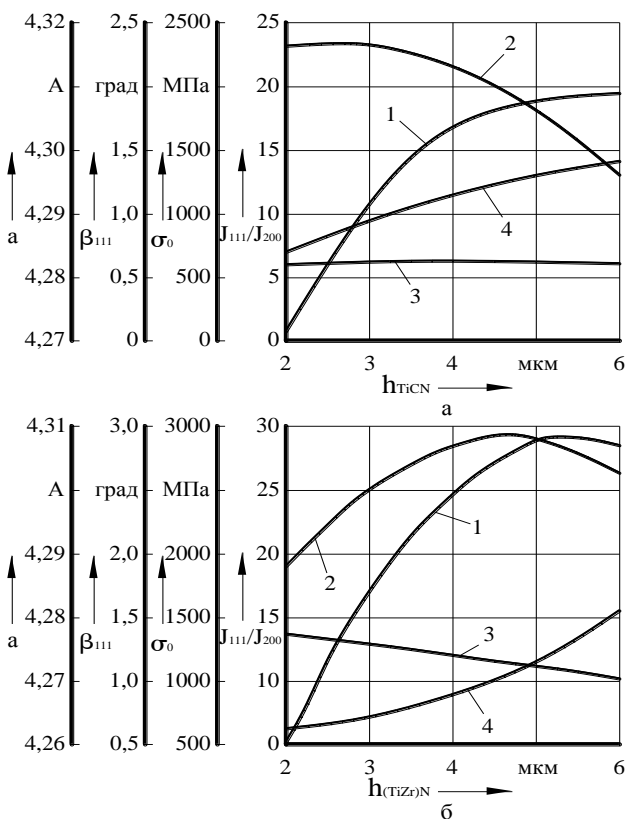 4,32 2,5 2500 25
А град МПа 20 2
1
4,30 1,5 1500 15
4,29 1,0 1000 10
a β₁₁₁ σ₀ J₁₁₁/J₂₀₀ 4
4,28 0,5 500 5 3
4,27 0 0 0
2 3 4 мкм 6
hTiCN
а
4,31 3,0 3000 30
А град МПа 25
1
4,29 2,0 2000 20
2
4,28 1,5 1500 15
a β₁₁₁ σ₀ J₁₁₁/J₂₀₀ 3
4,27 1,0 1000 10
4
4,26 0,5 500 0
2 3 4 мкм 6
h(TiZr)N
б